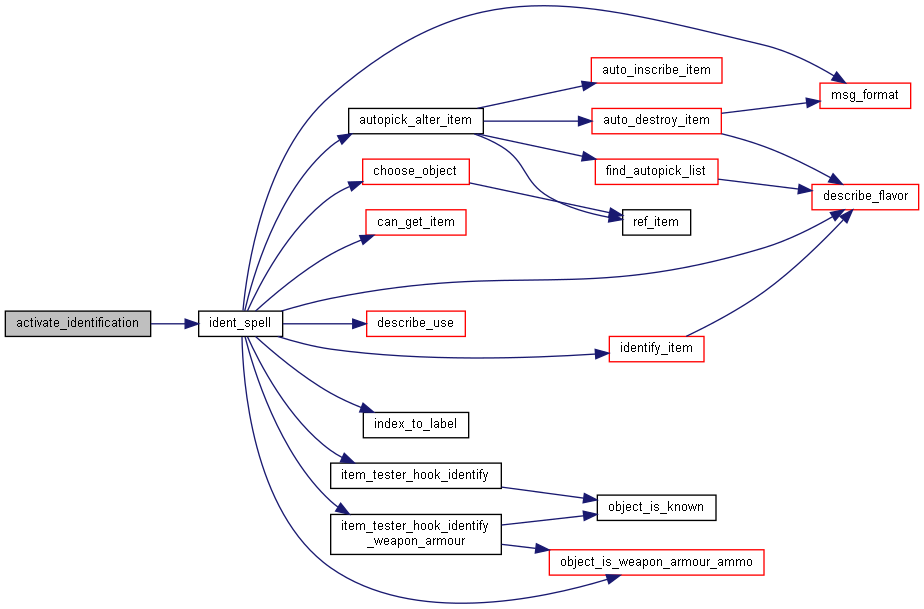 activate_identification
ident_spell
autopick_alter_item
choose_object
can_get_item
describe_use
index_to_label
item_tester_hook_identify
item_tester_hook_identify
_weapon_armour
auto_inscribe_item
auto_destroy_item
find_autopick_list
ref_item
identify_item
object_is_known
object_is_weapon_armour_ammo
msg_format
describe_flavor